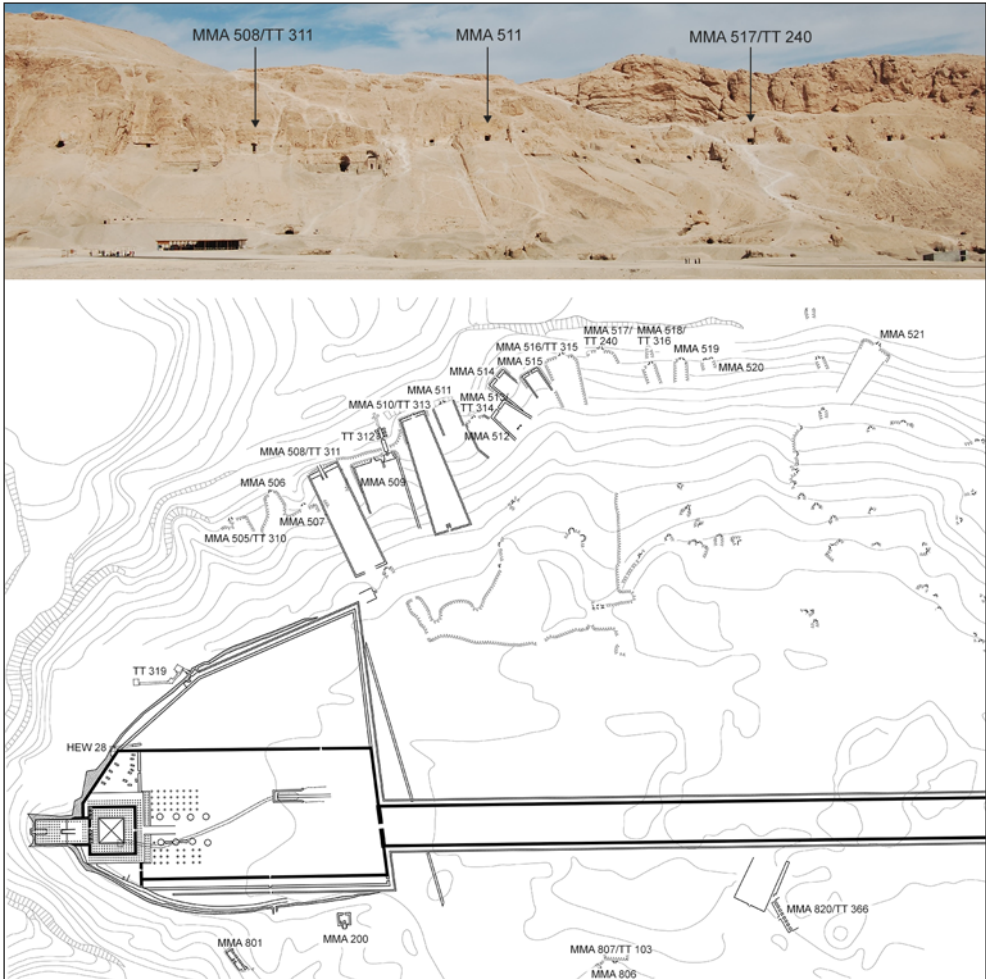 MMA 508/TT 311
MMA 511
MMA 517/TT 240
MMA 517/
TT 240
MMA 518/
TT 316
MMA 521
MMA 516/TT 315
MMA 519
MMA 515
MMA 520
MMA 514
MMA 511
MMA 513/
TT 314
MMA 510/TT 313
TT 312
MMA 512
MMA 508/TT 311
MMA 509
MMA 506
MMA 507
MMA 505/TT 310
TT 319
HEW 28
MMA 820/TT 366
MMA 200
MMA 801
MMA 807/TT 103
MMA 806